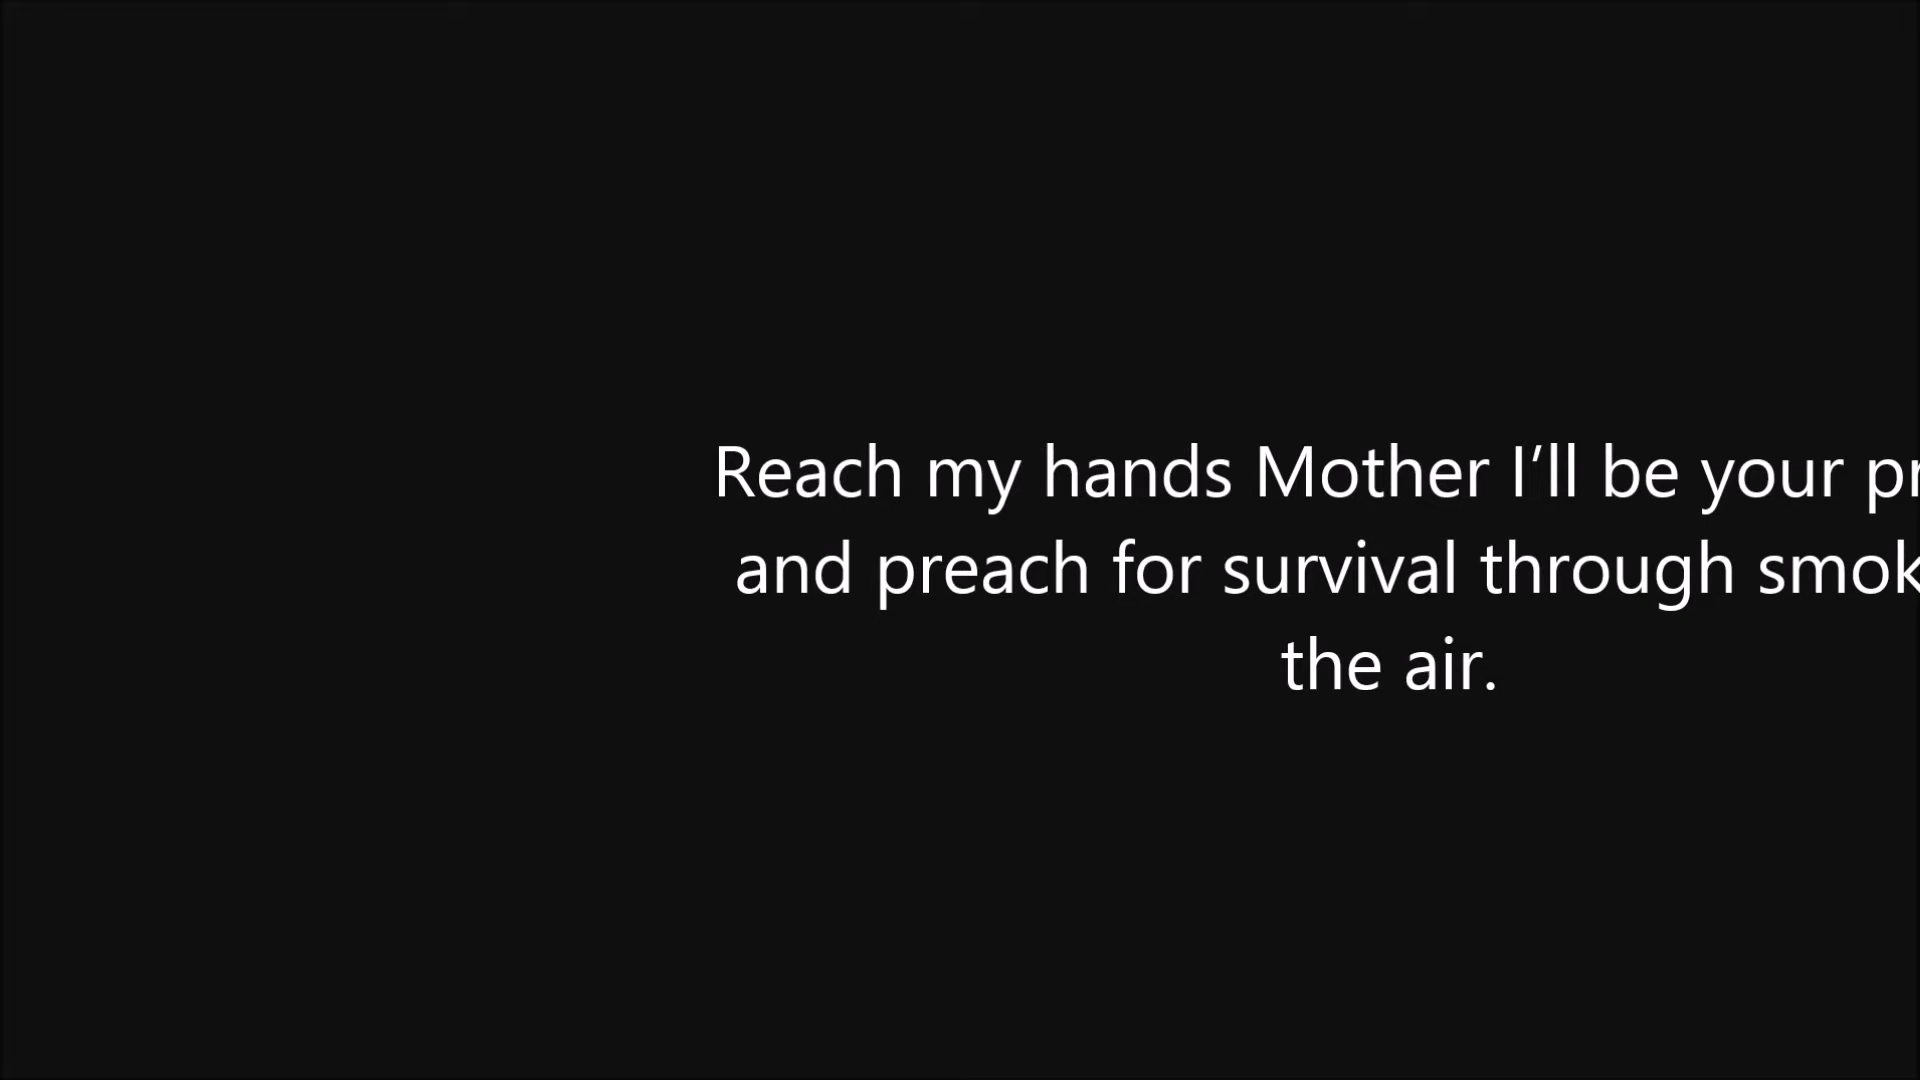 Reach my hands Mother I’ll be your
and preach for survival through
the air.